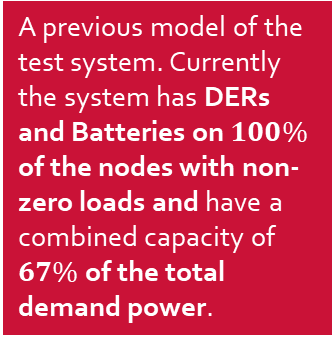 A previous model of the
test system. Currently
the system has DERs
and Batteries on 100%
of the nodes with non-
zero loads and have a
combined capacity of
67% of the total
demand power.